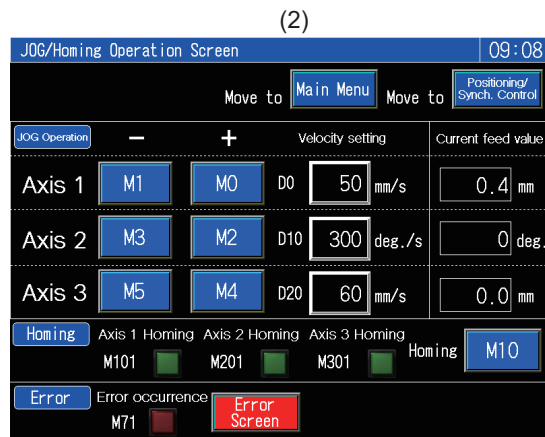 (2)
JOG/Homing Operation Screen 09:08
Move to Main Menu Move to Positioning/ Synch. Control
JOG Operation − + Velocity setting Current feed value
Axis 1 M1 M0 D0 50 mm/s 0.4 mm
Axis 2 M3 M2 D10 300 deg./s 0 deg.
Axis 3 M5 M4 D20 60 mm/s 0.0 mm
Homing Axis 1 Homing Axis 2 Homing Axis 3 Homing
M101 M201 M301 Homing M10
Error Error occurrence
M71 Error Screen